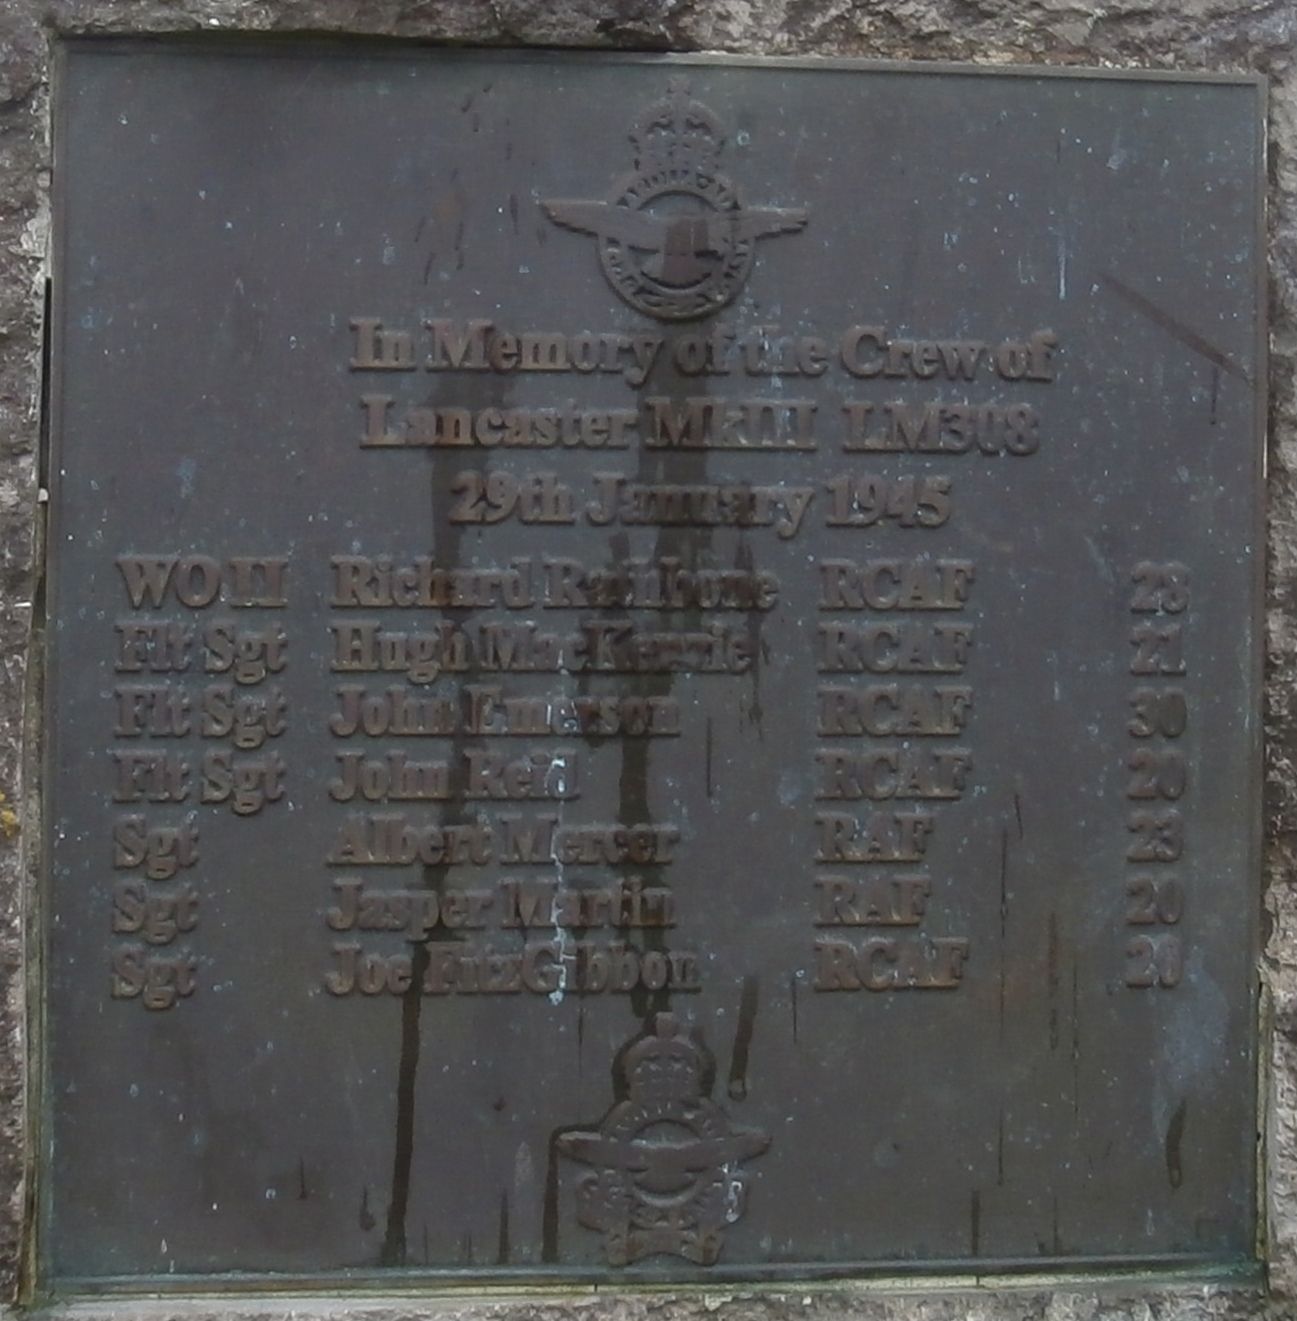 In Memory of the Crew of
Lancaster MkIII LM308
29th January 1945
WO II Richard Rathbone RCAF 28
Flt Sgt Hugh MacKenzie RCAF 21
Flt Sgt John Emerson RCAF 30
Flt Sgt John Reid RCAF 20
Sgt Albert Mercer RAF 23
Sgt Jasper Martin RAF 20
Sgt Joe FitzGibbon RCAF 20